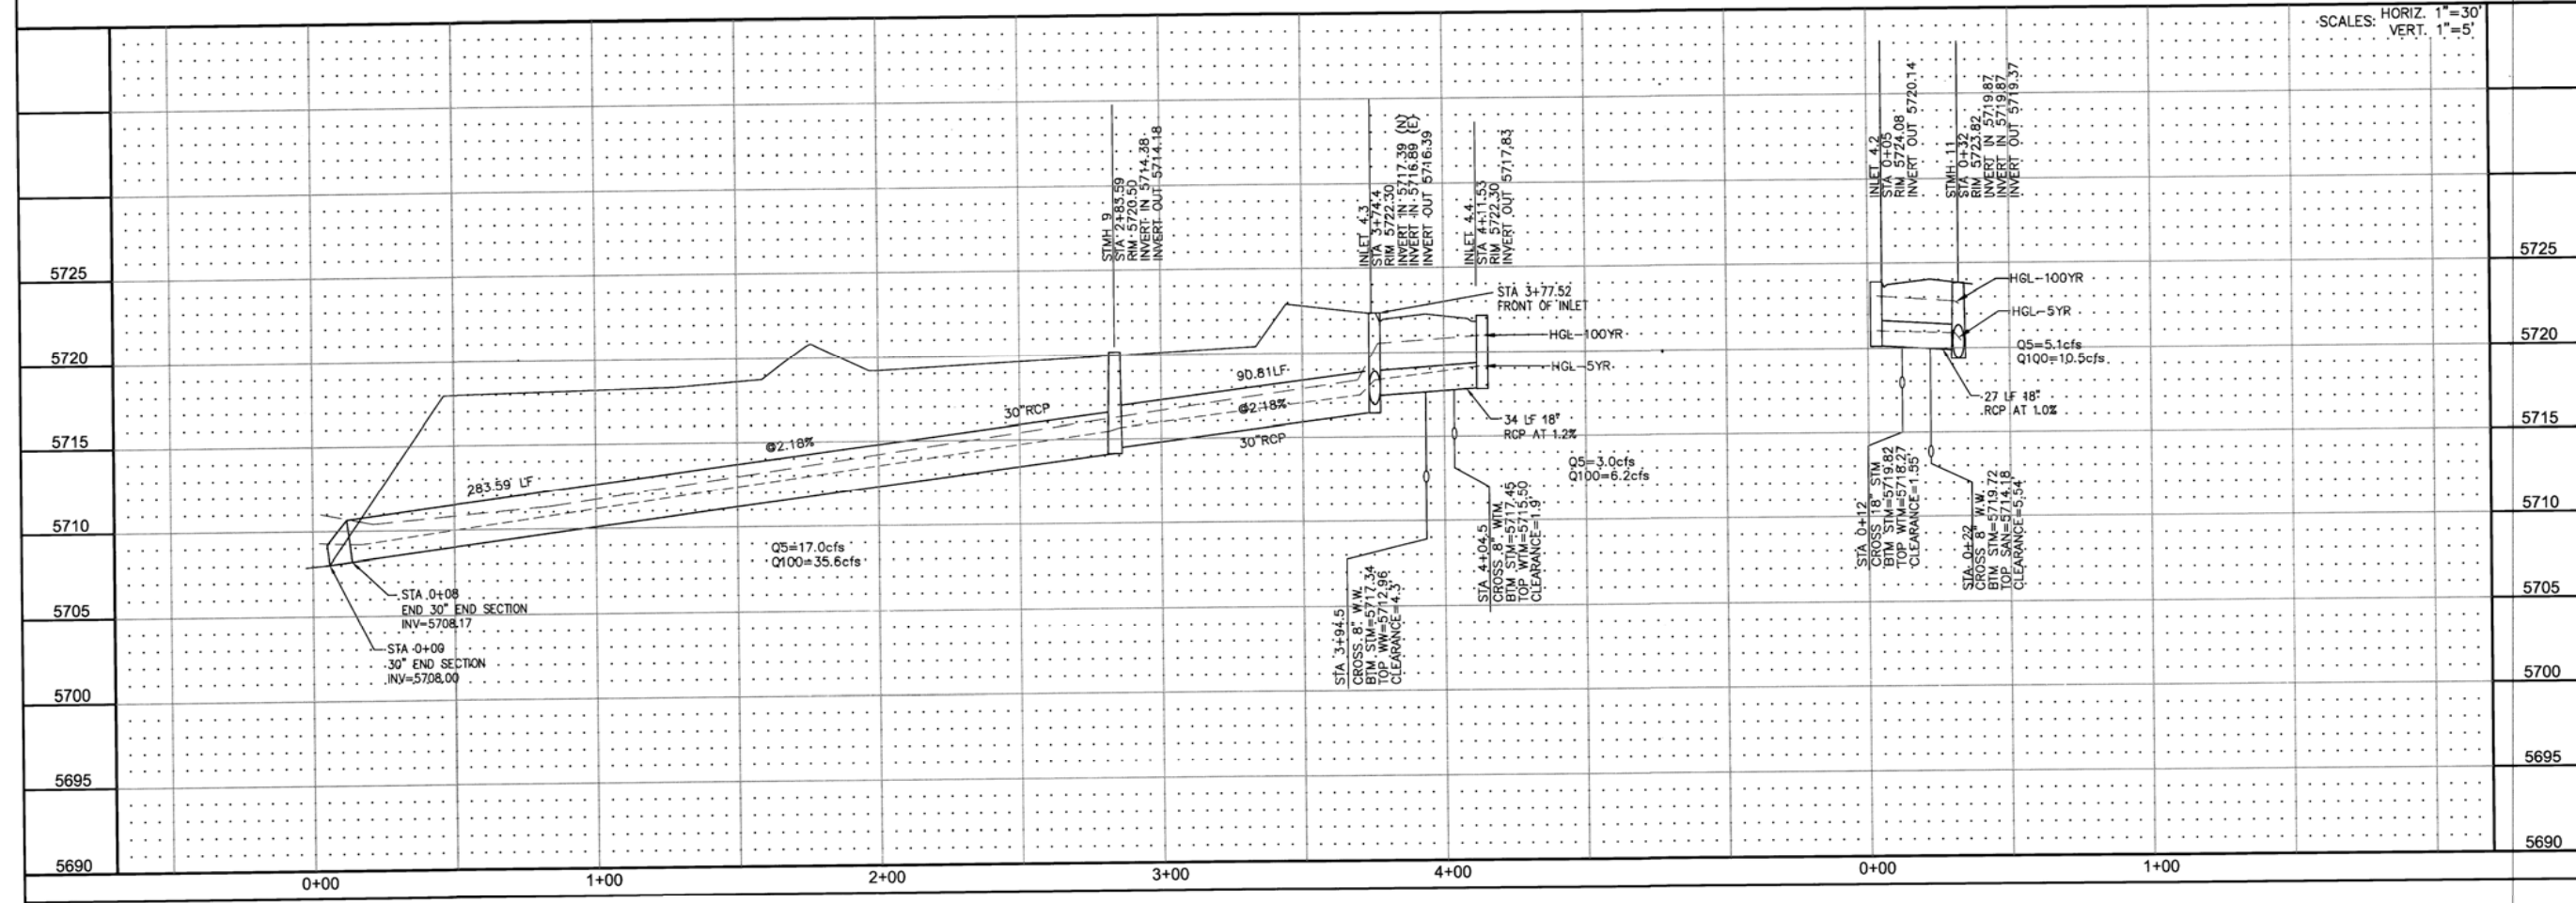 SCALES: HORIZ. 1"=30'
VERT. 1"=5'
STMH 9
STA 2+83.59
RIM 5720.50
INVERT IN 5714.38
INVERT OUT 5714.18
INLET 4.3
STA 3+74.4
RIM 5722.30
INVERT IN 5717.39 (N)
INVERT IN 5716.89 (E)
INVERT OUT 5716.39
INLET 4.4
STA 4+11.53
RIM 5722.30
INVERT OUT 5717.83
INLET 4.2
STA 0+05
RIM 5724.08
INVERT OUT 5720.14
STMH 11
STA 0+32
RIM 5723.82
INVERT IN 5719.87
INVERT IN 5719.87
INVERT OUT 5719.37
5725
5720
5715
5710
5705
5700
5695
5690
STA 3+77.52
FRONT OF INLET
HGL-100YR
HGL-5YR
34 LF 18"
RCP AT 1.2%
Q5=3.0cfs
Q100=6.2cfs
90.81LF
@2.18%
30"RCP
30"RCP
@2.18%
283.59 LF
Q5=17.0cfs
Q100=35.6cfs
STA 0+08
END 30" END SECTION
INV=5708.17
STA 0+00
30" END SECTION
INV=5708.00
STA 3+94.5
CROSS 8" W.W.
BTM STM=5717.34
TOP WW=5712.96
CLEARANCE=4.3'
STA 4+04.5
CROSS 8" WTM
BTM STM=5717.45
TOP WTM=5715.50
CLEARANCE=1.9'
HGL-100YR
HGL-5YR
Q5=5.1cfs
Q100=10.5cfs
27 LF 18"
RCP AT 1.0%
STA 0+12
CROSS 18" STM
BTM STM=5719.82
TOP WTM=5718.27
CLEARANCE=1.55'
STA 0+22
CROSS 8" W.W.
BTM STM=5719.72
TOP SAN=5714.18
CLEARANCE=5.54'
5725
5720
5715
5710
5705
5700
5695
5690
0+00
1+00
2+00
3+00
4+00
0+00
1+00